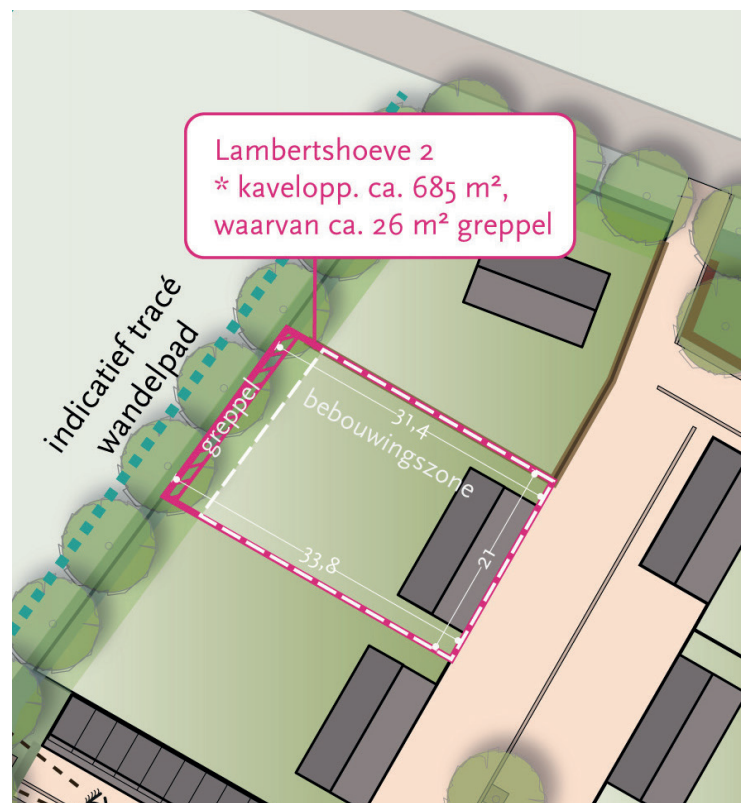 Lambertshoeve 2
* kavelopp. ca. 685 m²,
waarvan ca. 26 m² greppel
indicatief tracé
wandelpad
greppel
31,4
bebouwingszone
33,8
21